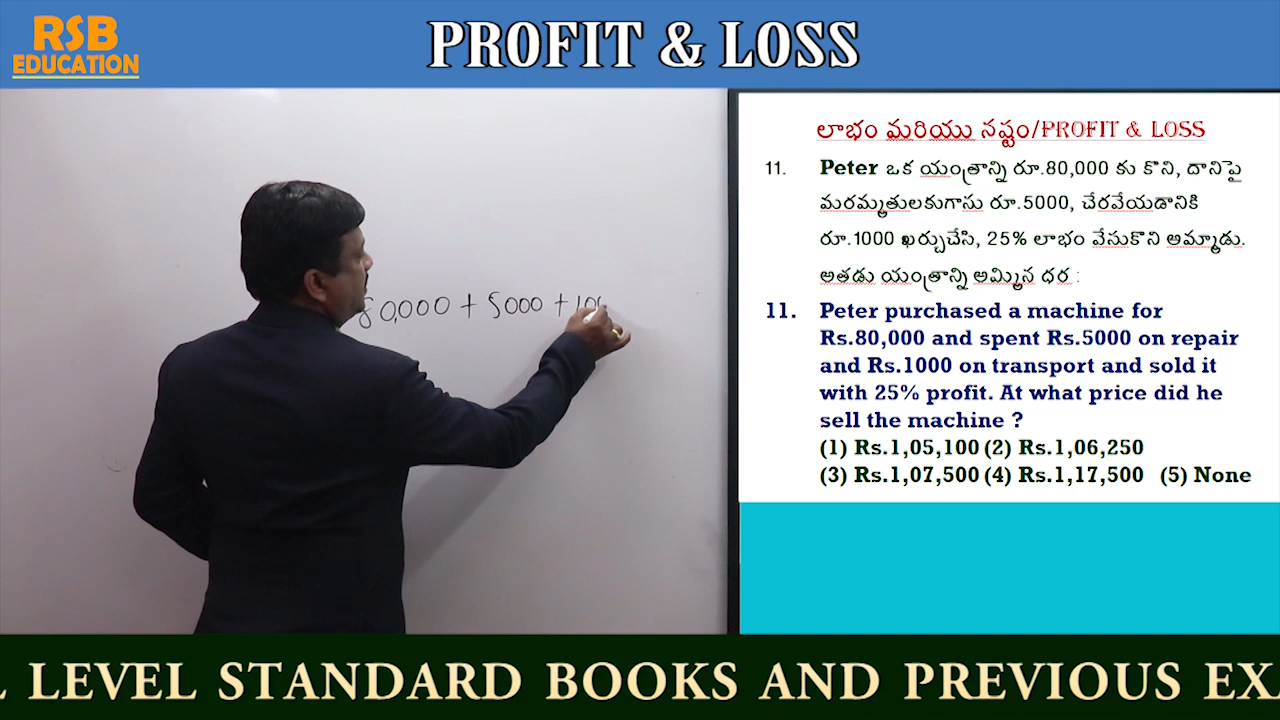 RSB
EDUCATION
PROFIT & LOSS
80,000 + 5000 + 100
లాభం మరియు నష్టం/PROFIT & LOSS
11. Peter ఒక యంత్రాన్ని రూ.80,000 కు కొని, దానిపై
మరమ్మతులకుగాను రూ.5000, చేరవేయడానికి
రూ.1000 ఖర్చుచేసి, 25% లాభం వేసుకొని అమ్మాడు.
అతడు యంత్రాన్ని అమ్మిన ధర :
11. Peter purchased a machine for
Rs.80,000 and spent Rs.5000 on repair
and Rs.1000 on transport and sold it
with 25% profit. At what price did he
sell the machine ?
(1) Rs.1,05,100 (2) Rs.1,06,250
(3) Rs.1,07,500 (4) Rs.1,17,500 (5) None
LEVEL STANDARD BOOKS AND PREVIOUS EX